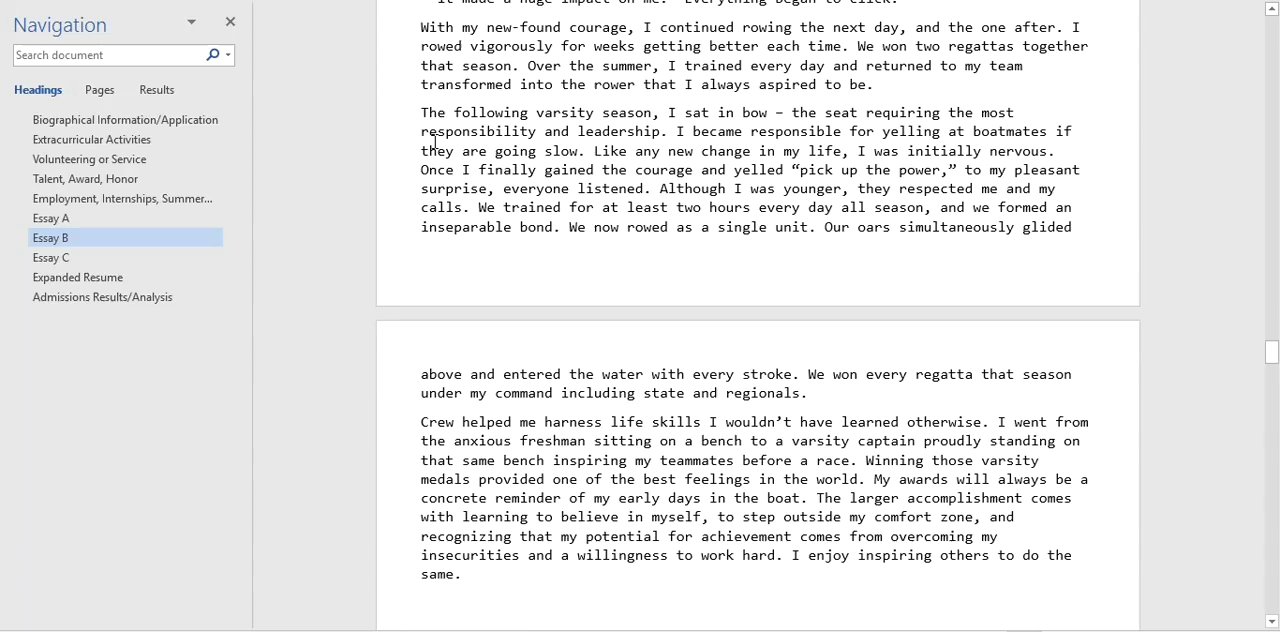 Navigation
Search document
Headings Pages Results
Biographical Information/Application
Extracurricular Activities
Volunteering or Service
Talent, Award, Honor
Employment, Internships, Summer...
Essay A
Essay B
Essay C
Expanded Resume
Admissions Results/Analysis
it made a huge impact on me. Everything began to click.
With my new-found courage, I continued rowing the next day, and the one after. I
rowed vigorously for weeks getting better each time. We won two regattas together
that season. Over the summer, I trained every day and returned to my team
transformed into the rower that I always aspired to be.
The following varsity season, I sat in bow – the seat requiring the most
responsibility and leadership. I became responsible for yelling at boatmates if
they are going slow. Like any new change in my life, I was initially nervous.
Once I finally gained the courage and yelled “pick up the power,” to my pleasant
surprise, everyone listened. Although I was younger, they respected me and my
calls. We trained for at least two hours every day all season, and we formed an
inseparable bond. We now rowed as a single unit. Our oars simultaneously glided
above and entered the water with every stroke. We won every regatta that season
under my command including state and regionals.
Crew helped me harness life skills I wouldn’t have learned otherwise. I went from
the anxious freshman sitting on a bench to a varsity captain proudly standing on
that same bench inspiring my teammates before a race. Winning those varsity
medals provided one of the best feelings in the world. My awards will always be a
concrete reminder of my early days in the boat. The larger accomplishment comes
with learning to believe in myself, to step outside my comfort zone, and
recognizing that my potential for achievement comes from overcoming my
insecurities and a willingness to work hard. I enjoy inspiring others to do the
same.